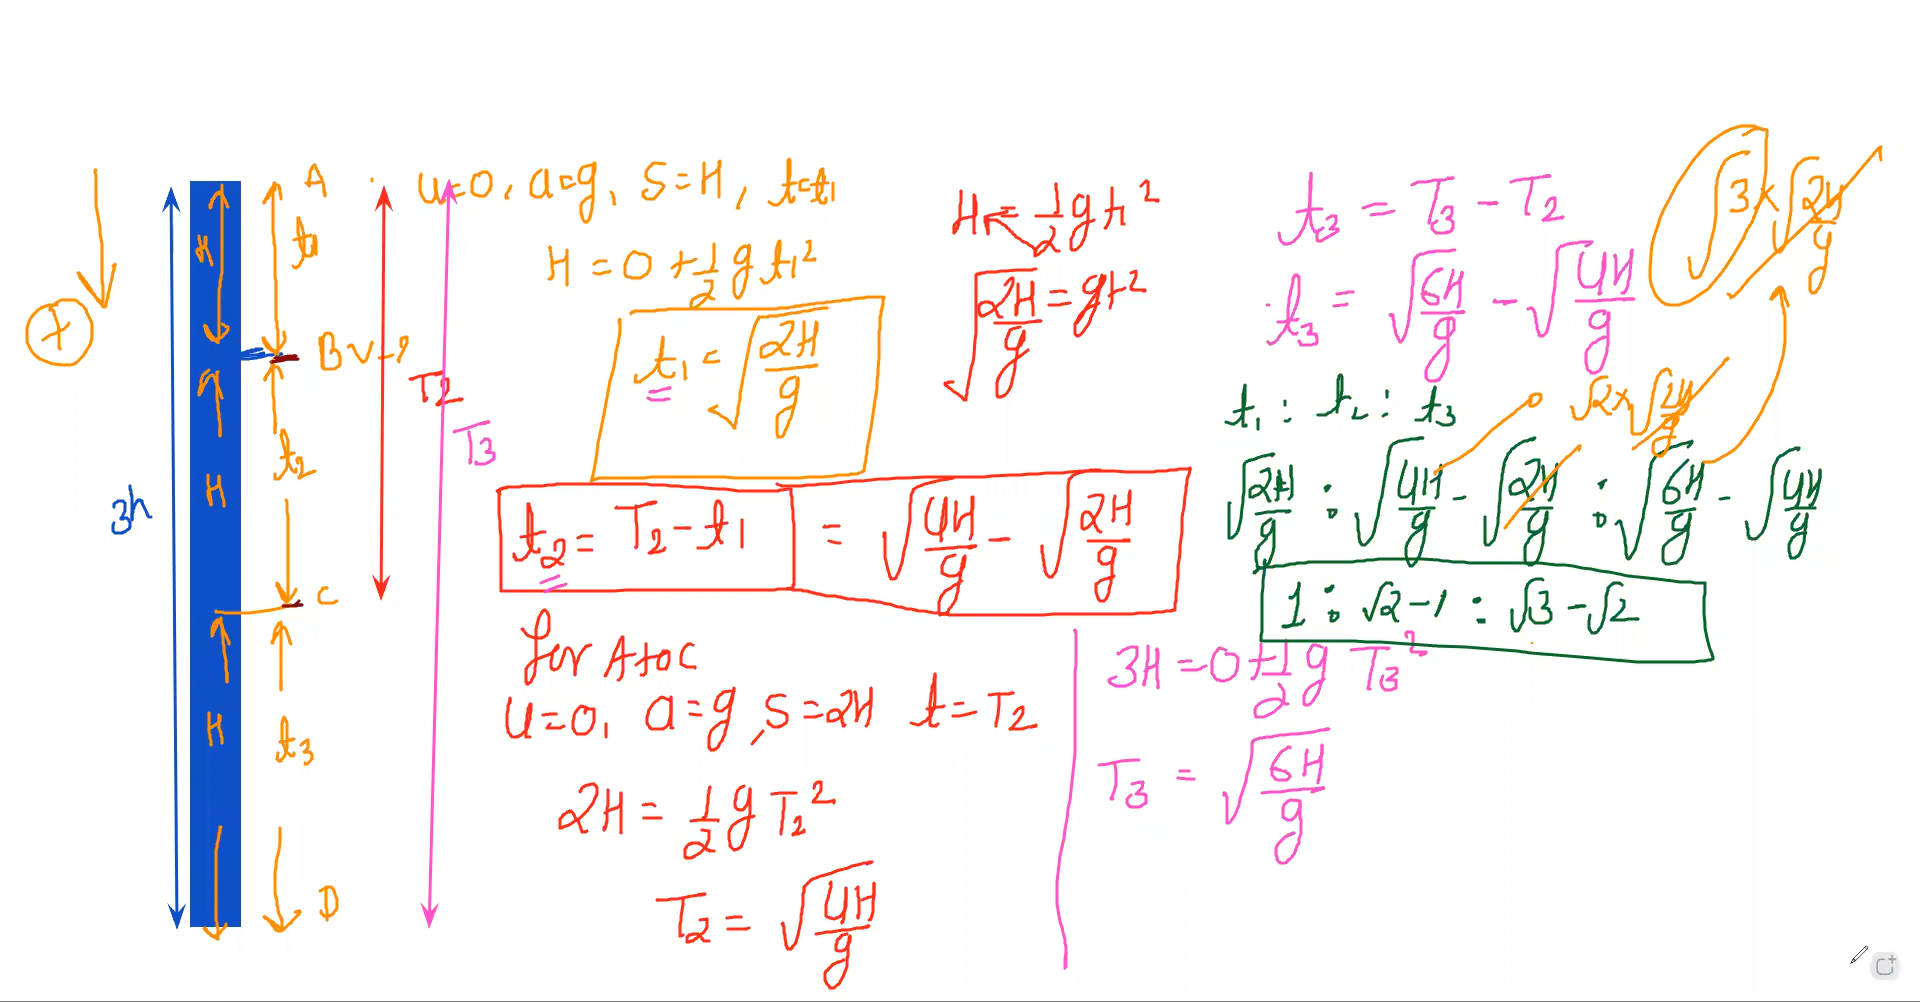 A
u=0, a=g, S=H, t=t1
H = 0 + 1/2 g t1²
t1 = √(2H/g)
H
t1
+
B v=?
T2
T3
H
t2
3h
C
H
t3
D
t2 = T2 - t1 = √(4H/g) - √(2H/g)
for A to C
u=0, a=g, S=2H t=T2
2H = 1/2 g T2²
T2 = √(4H/g)
H = 1/2 g t²
√(2H/g) = gt²
3H = 0 + 1/2 g T3²
T3 = √(6H/g)
t3 = T3 - T2
t3 = √(6H/g) - √(4H/g)
√3 × √(2H/g)
t1 : t2 : t3
√2 × √(2H/g)
√(2H/g) : √(4H/g) - √(2H/g) : √(6H/g) - √(4H/g)
1 : √2 - 1 : √3 - √2